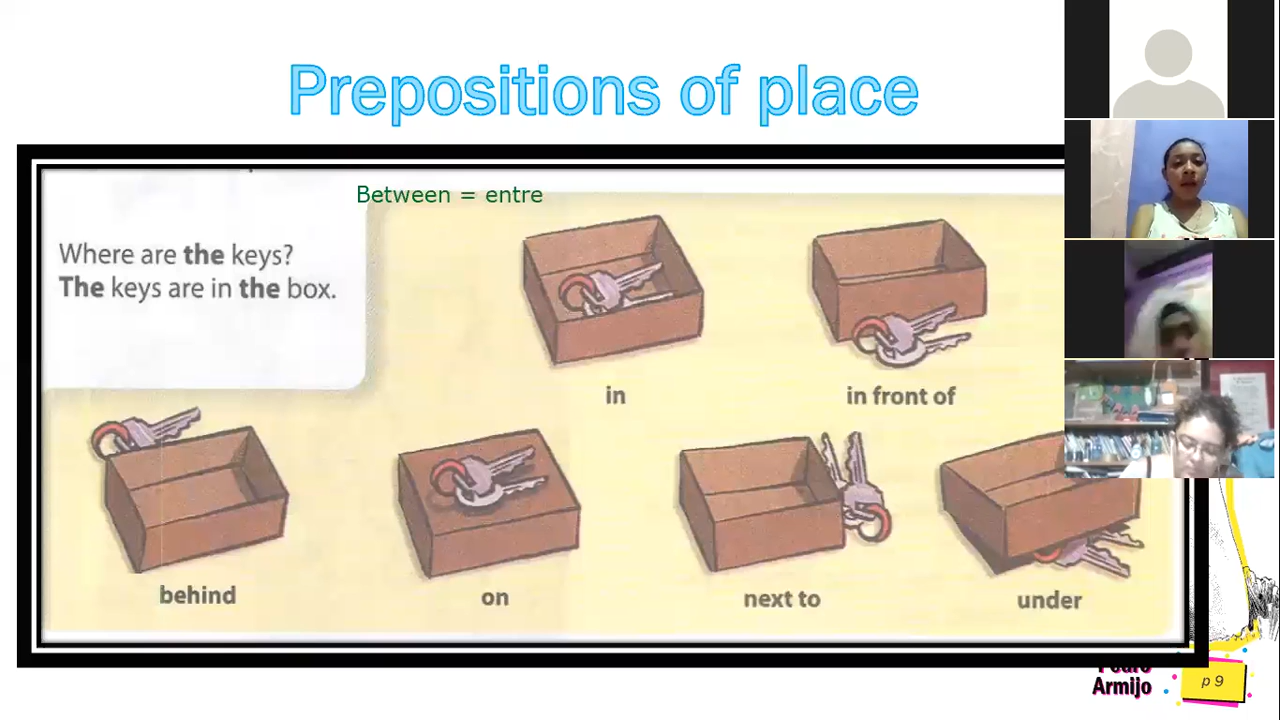 Prepositions of place
Between = entre
Where are the keys?
The keys are in the box.
in
in front of
behind
on
next to
under
Pedro
Armijo
p 9